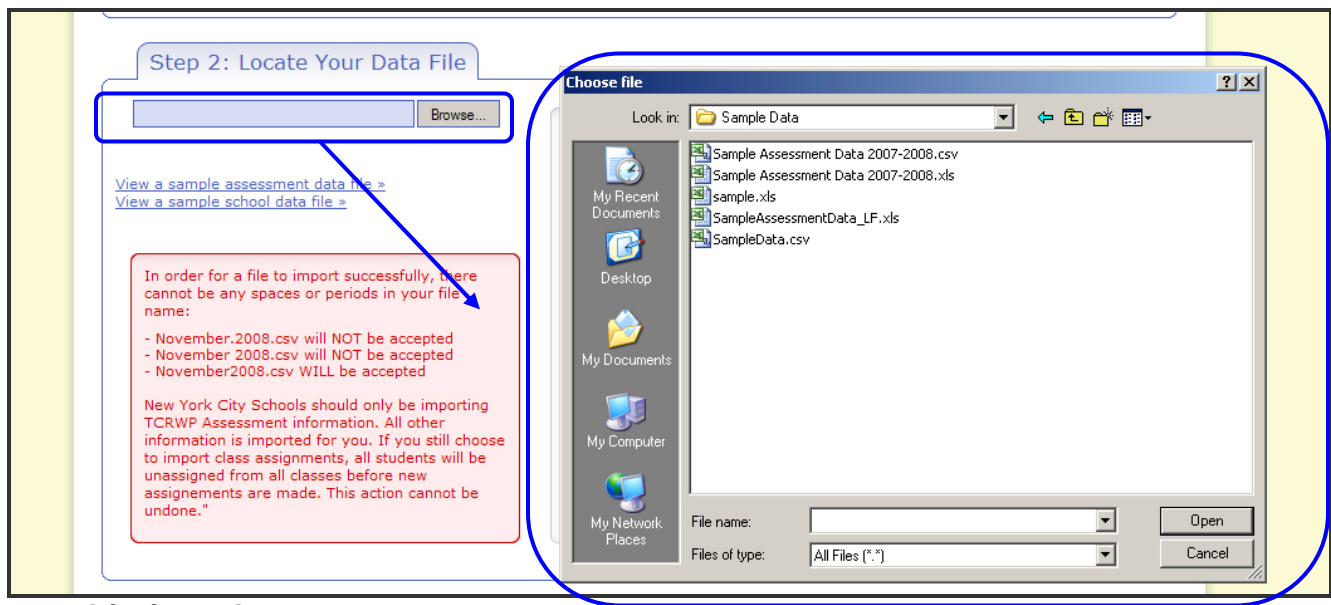 Step 2: Locate Your Data File
Browse...
View a sample assessment data file »
View a sample school data file »
In order for a file to import successfully, there
cannot be any spaces or periods in your file
name:
- November.2008.csv will NOT be accepted
- November 2008.csv will NOT be accepted
- November2008.csv WILL be accepted
New York City Schools should only be importing
TCRWP Assessment information. All other
information is imported for you. If you still choose
to import class assignments, all students will be
unassigned from all classes before new
assignements are made. This action cannot be
undone."
Choose file
Look in:
Sample Data
My Recent
Documents
Desktop
My Documents
My Computer
My Network
Places
Sample Assessment Data 2007-2008.csv
Sample Assessment Data 2007-2008.xls
sample.xls
SampleAssessmentData_LF.xls
SampleData.csv
File name:
Open
Files of type:
All Files (*.*)
Cancel